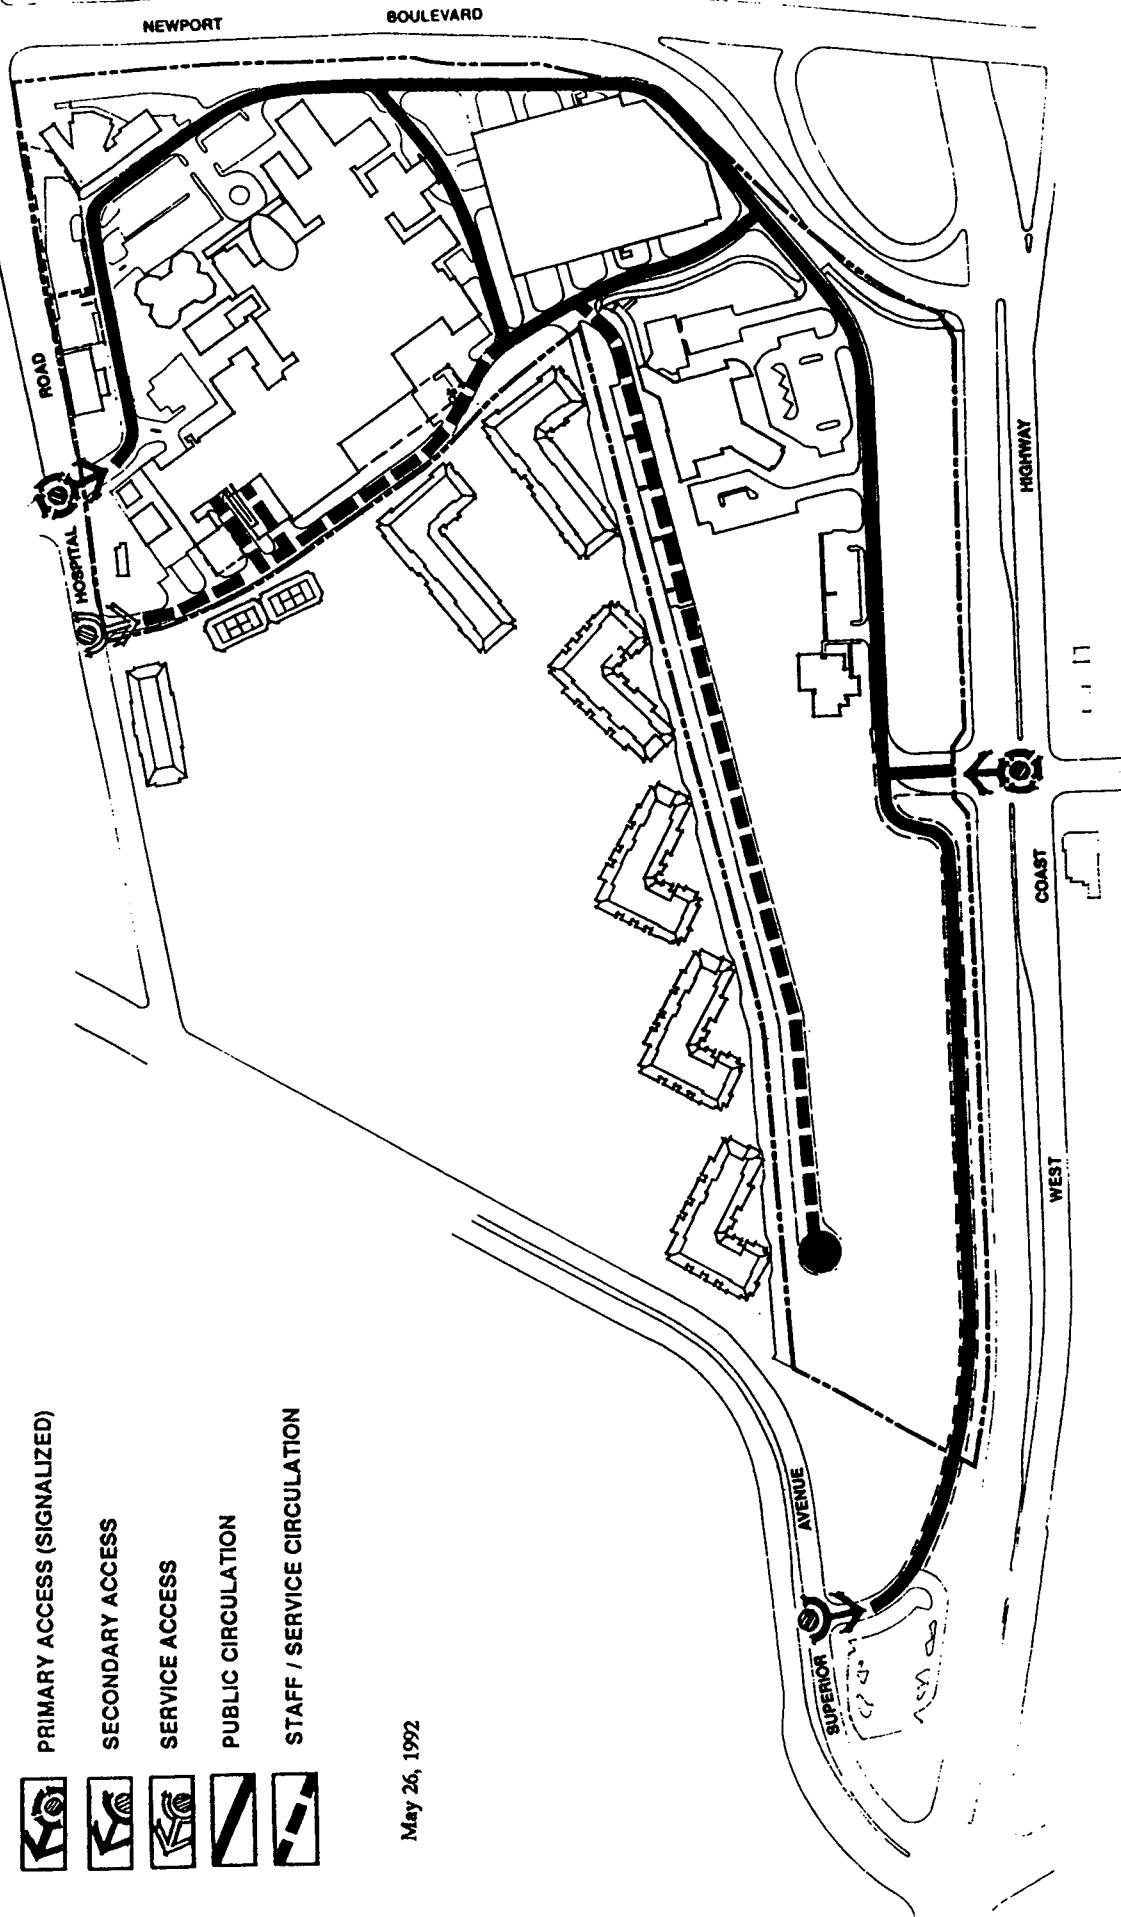 NEWPORT
BOULEVARD
ROAD
HOSPITAL
HIGHWAY
COAST
WEST
AVENUE
SUPERIOR
PRIMARY ACCESS (SIGNALIZED)
SECONDARY ACCESS
SERVICE ACCESS
PUBLIC CIRCULATION
STAFF / SERVICE CIRCULATION
May 26, 1992